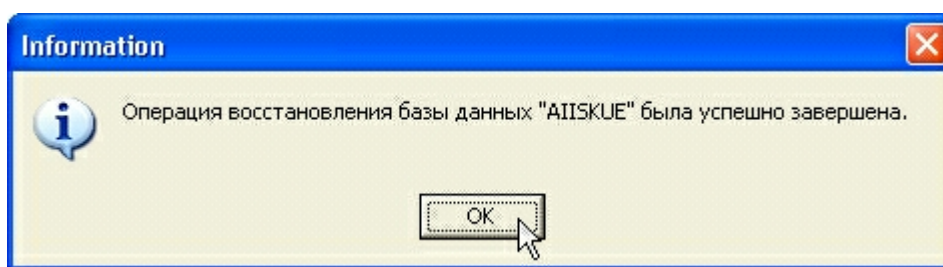 Information
Операция восстановления базы данных "AIISKUE" была успешно завершена.
OK